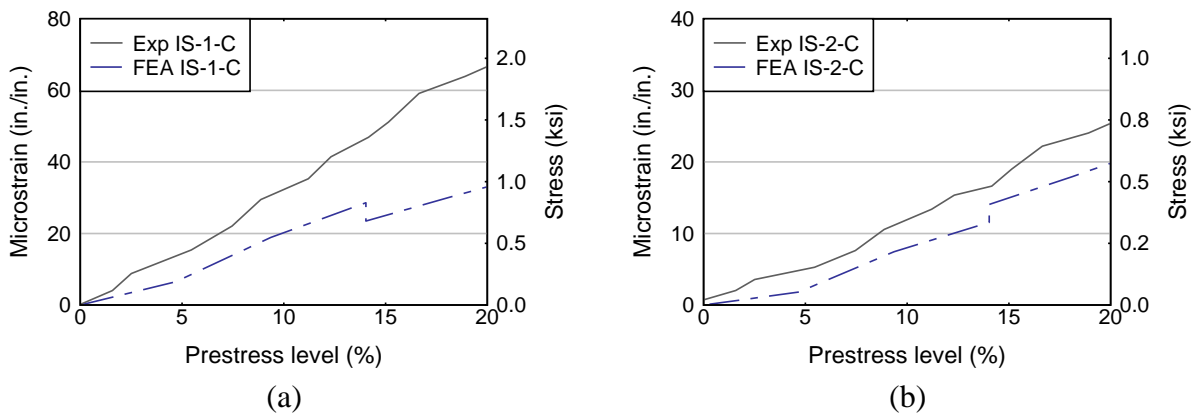 80
60
40
20
0
Microstrain (in./in.)
Exp IS-1-C
FEA IS-1-C
2.0
1.5
1.0
0.5
0.0
Stress (ksi)
0 5 10 15 20
Prestress level (%)
(a)
40
30
20
10
0
Microstrain (in./in.)
Exp IS-2-C
FEA IS-2-C
1.0
0.8
0.5
0.2
0.0
Stress (ksi)
0 5 10 15 20
Prestress level (%)
(b)